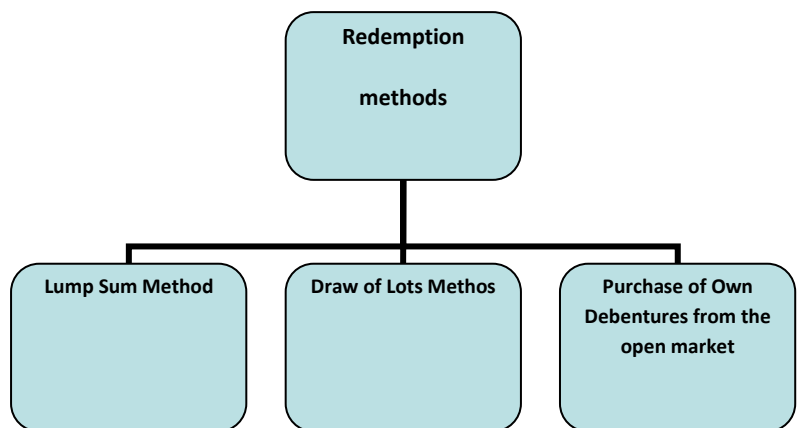 Redemption
methods
Lump Sum Method
Draw of Lots Methos
Purchase of Own
Debentures from the
open market